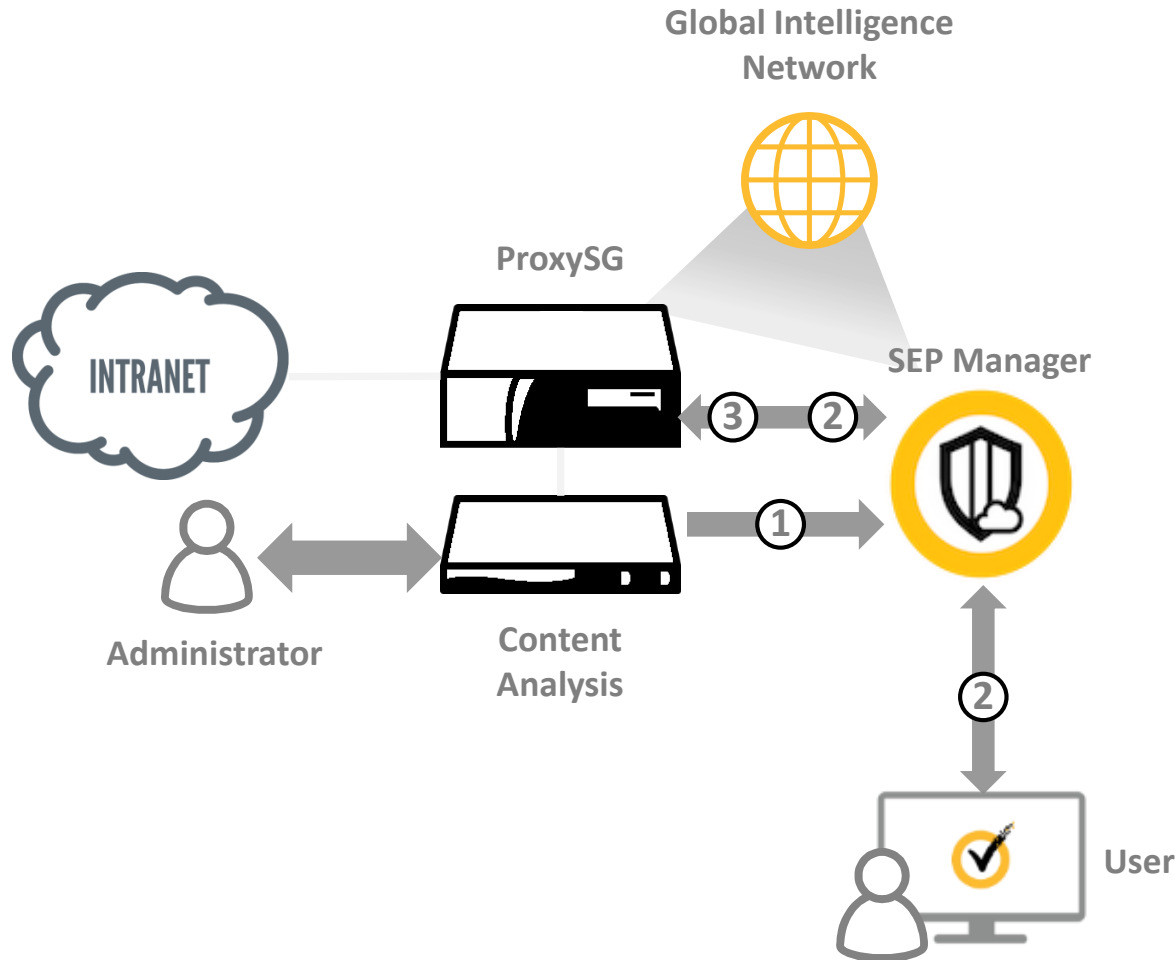 Global Intelligence
Network
ProxySG
INTRANET
SEP Manager
3
2
1
Administrator
Content
Analysis
2
User